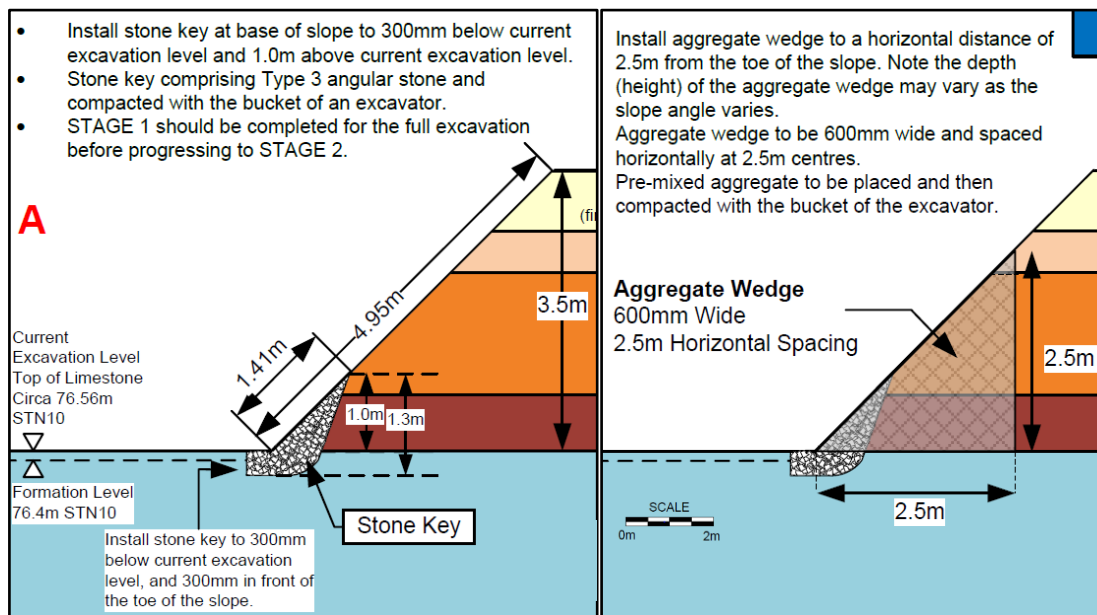 • Install stone key at base of slope to 300mm below current
excavation level and 1.0m above current excavation level.
• Stone key comprising Type 3 angular stone and
compacted with the bucket of an excavator.
• STAGE 1 should be completed for the full excavation
before progressing to STAGE 2.
A
4.95m
1.41m
3.5m
1.0m
1.3m
Current
Excavation Level
Top of Limestone
Circa 76.56m
STN10
Formation Level
76.4m STN10
Stone Key
Install stone key to 300mm
below current excavation
level, and 300mm in front of
the toe of the slope.
Install aggregate wedge to a horizontal distance of
2.5m from the toe of the slope. Note the depth
(height) of the aggregate wedge may vary as the
slope angle varies.
Aggregate wedge to be 600mm wide and spaced
horizontally at 2.5m centres.
Pre-mixed aggregate to be placed and then
compacted with the bucket of the excavator.
Aggregate Wedge
600mm Wide
2.5m Horizontal Spacing
2.5m
2.5m
SCALE
0m 2m